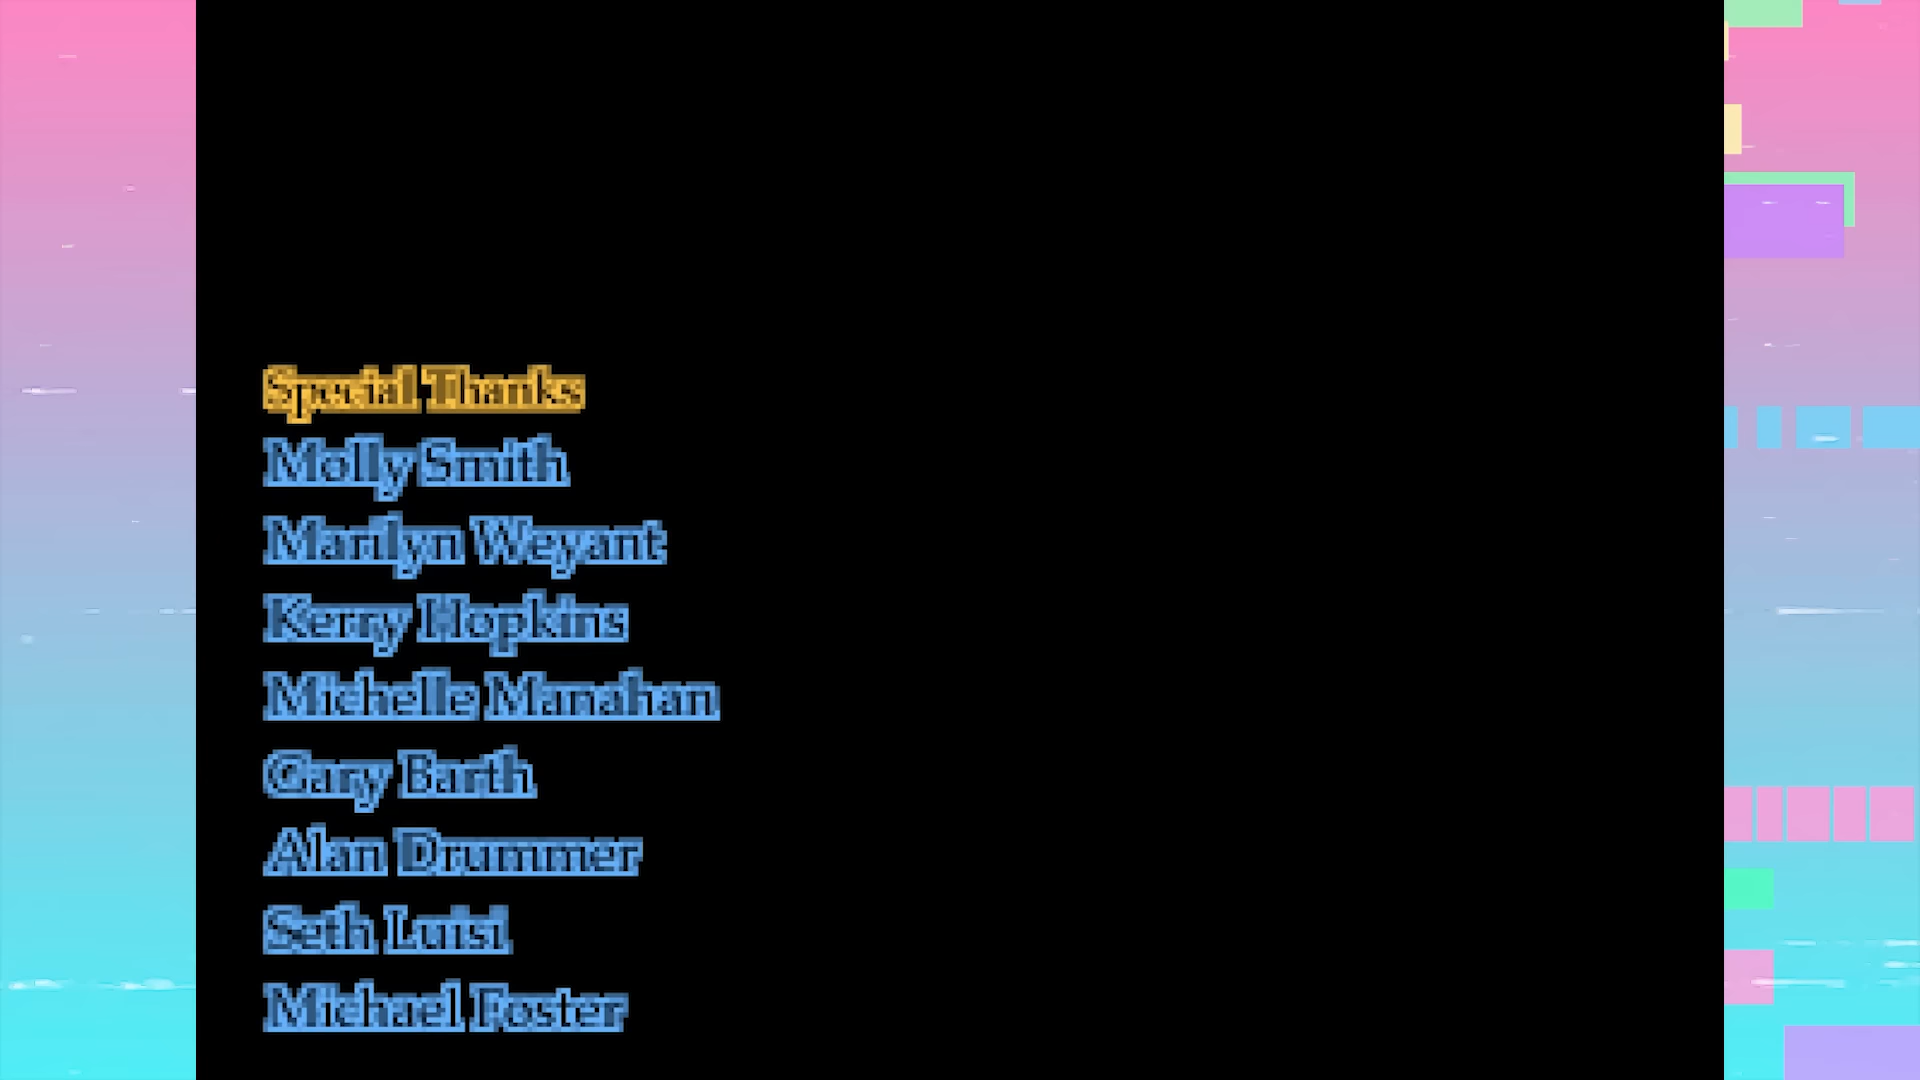 Special Thanks
Molly Smith
Marilyn Weyant
Kerry Hopkins
Michelle Manahan
Gary Barth
Alan Drummer
Seth Luisi
Michael Foster